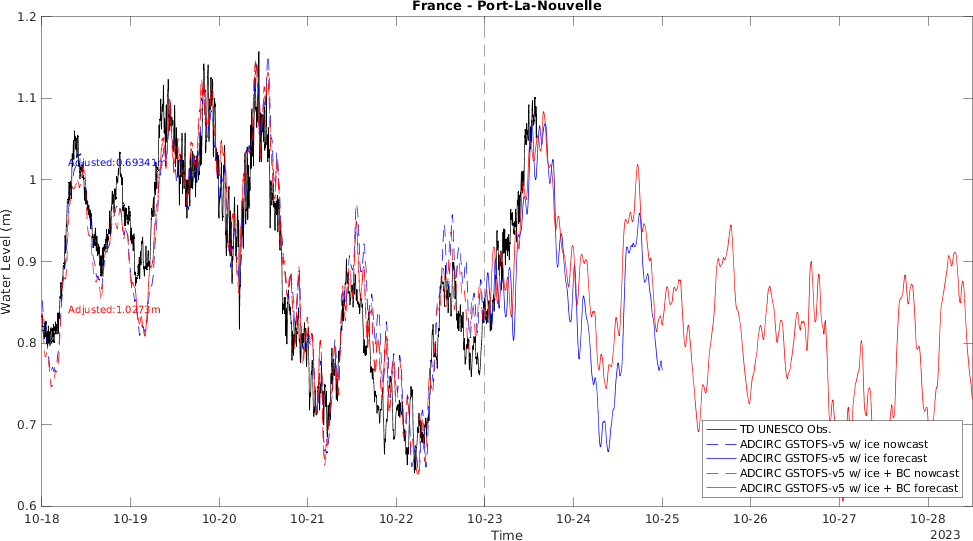 France - Port-La-Nouvelle
1.2
1.1
1
0.9
0.8
0.7
0.6
Water Level (m)
Adjusted:0.69341m
Adjusted:1.0273m
TD UNESCO Obs.
ADCIRC GSTOFS-v5 w/ ice nowcast
ADCIRC GSTOFS-v5 w/ ice forecast
ADCIRC GSTOFS-v5 w/ ice + BC nowcast
ADCIRC GSTOFS-v5 w/ ice + BC forecast
10-18 10-19 10-20 10-21 10-22 10-23 10-24 10-25 10-26 10-27 10-28
Time
2023